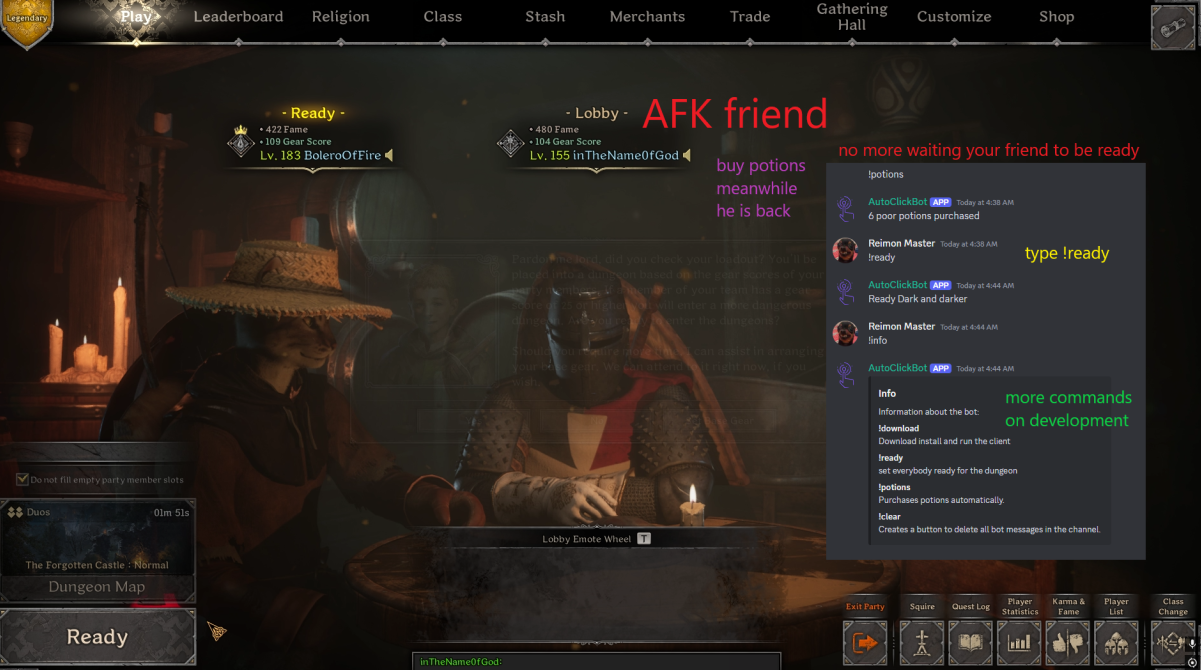 Legendary
Play
Leaderboard
Religion
Class
Stash
Merchants
Trade
Gathering
Hall
Customize
Shop
- Ready -
• 422 Fame
• 109 Gear Score
Lv. 183 BoleroOfFire
- Lobby -
• 480 Fame
• 104 Gear Score
Lv. 155 inTheName0fGod
AFK friend
no more waiting your friend to be ready
buy potions
meanwhile
he is back
!potions
AutoClickBot APP Today at 4:38 AM
6 poor potions purchased
Reimon Master Today at 4:38 AM
!ready
type !ready
AutoClickBot APP Today at 4:44 AM
Ready Dark and darker
Reimon Master Today at 4:44 AM
!info
AutoClickBot APP Today at 4:44 AM
Info
Information about the bot:
!download
Download install and run the client
!ready
set everybody ready for the dungeon
!potions
Purchases potions automatically.
!clear
Creates a button to delete all bot messages in the channel.
more commands
on development
Do not fill empty party member slots
Duos
01m 51s
The Forgotten Castle : Normal
Dungeon Map
Ready
Lobby Emote Wheel T
inTheName0fGod:
Exit Party
Squire
Quest Log
Player
Statistics
Karma &
Fame
Player
List
Class
Change